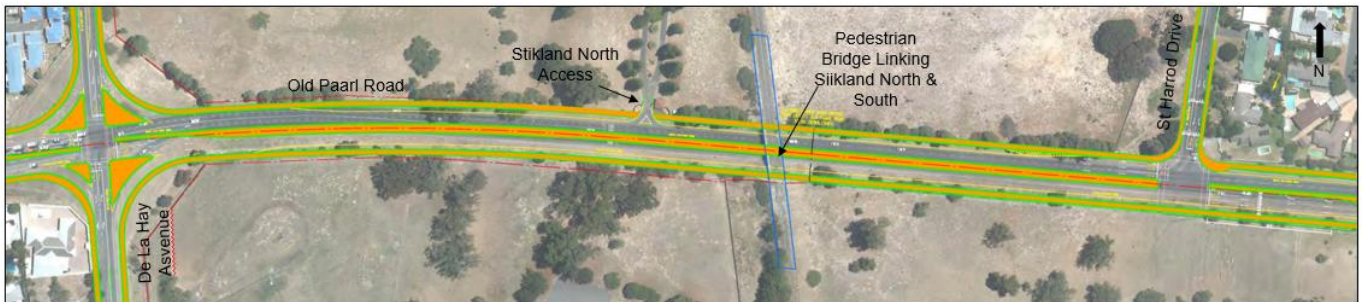 Stikland North
Access
Old Paarl Road
Pedestrian
Bridge Linking
Siikland North &
South
St Harrod Drive
N
De La Hay
Asvenue